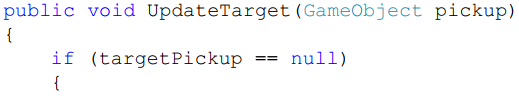 public void UpdateTarget(GameObject pickup)
{
    if (targetPickup == null)
    {